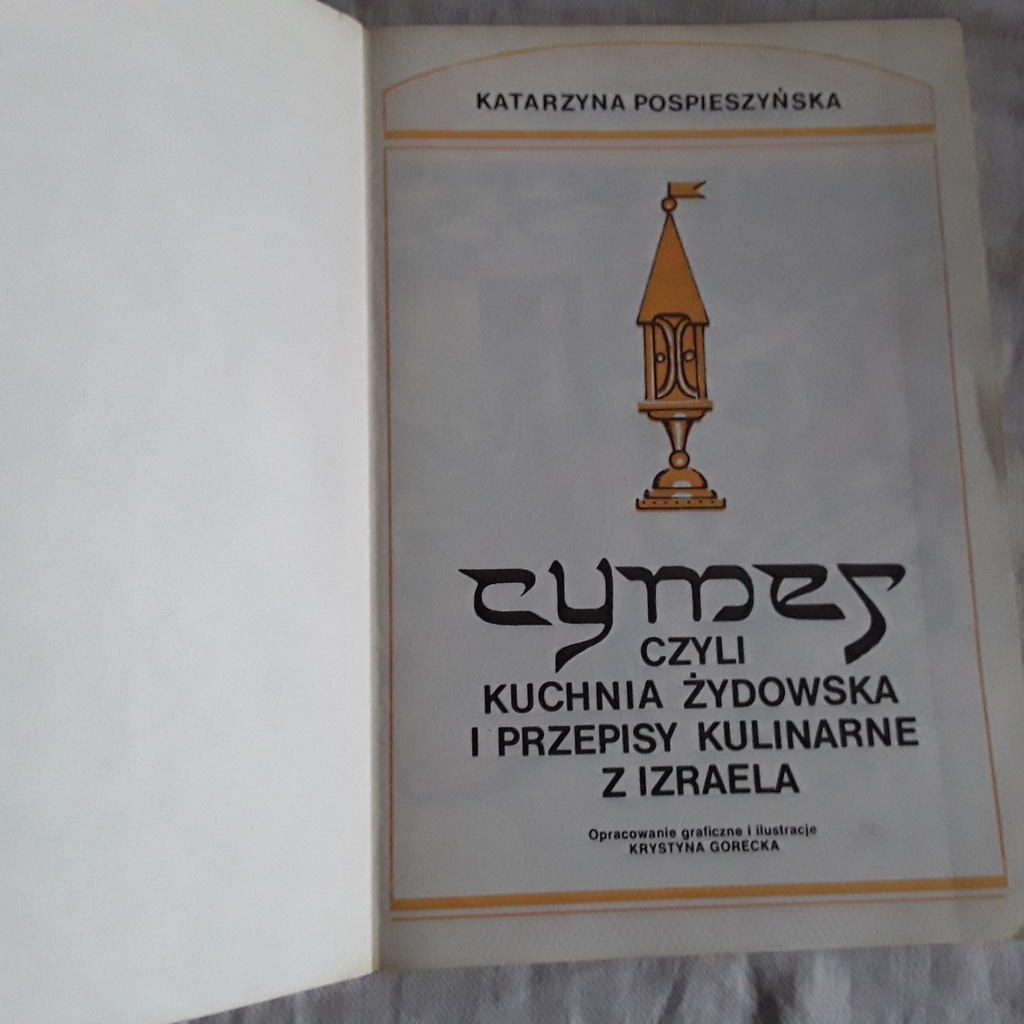 KATARZYNA POSPIESZYŃSKA
cymes
CZYLI
KUCHNIA ŻYDOWSKA
I PRZEPISY KULINARNE
Z IZRAELA
Opracowanie graficzne i ilustracje
KRYSTYNA GORECKA